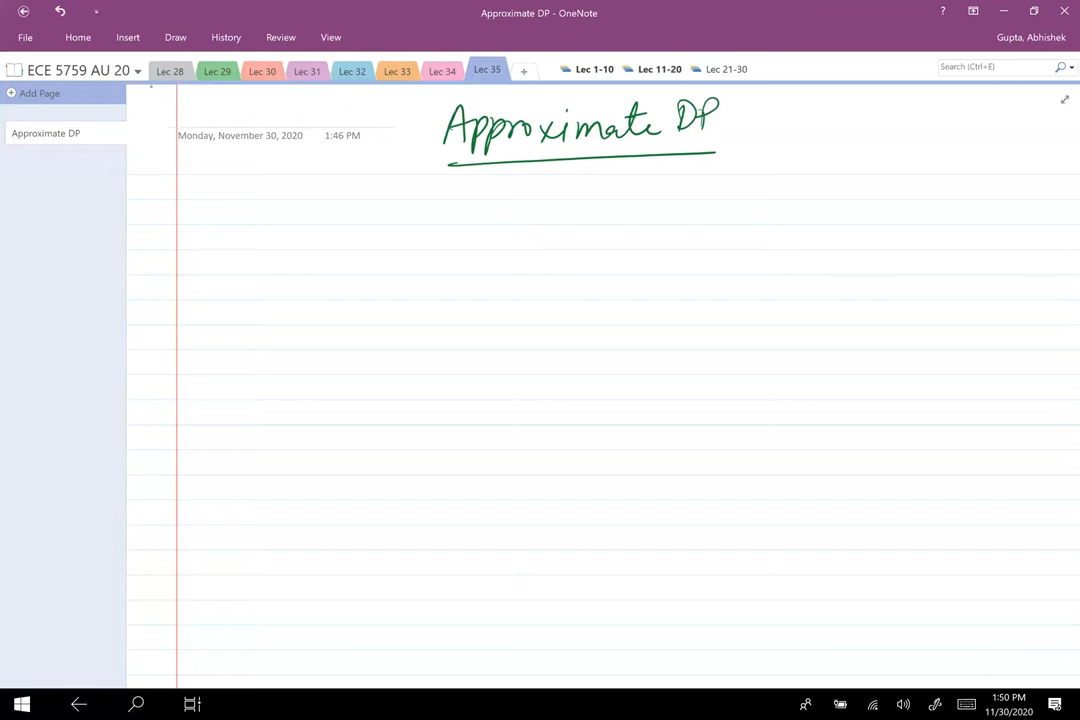 Approximate DP - OneNote
?
File Home Insert Draw History Review View Gupta, Abhishek
ECE 5759 AU 20 Lec 28 Lec 29 Lec 30 Lec 31 Lec 32 Lec 33 Lec 34 Lec 35 + Lec 1-10 Lec 11-20 Lec 21-30 Search (Ctrl+E)
+ Add Page
Approximate DP
Approximate DP
Monday, November 30, 2020 1:46 PM
1:50 PM
11/30/2020